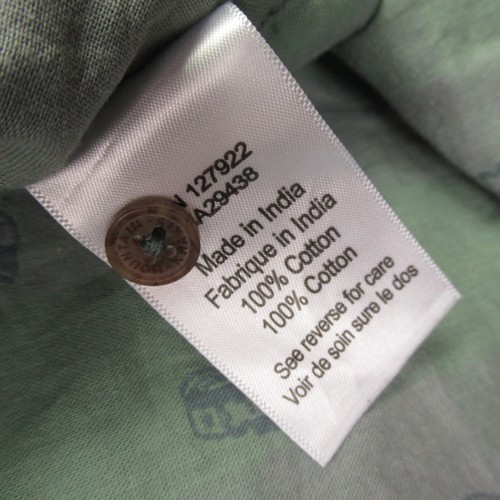 N 127922
A29438
Made in India
Fabrique in India
100% Cotton
100% Cotton
See reverse for care
Voir de soin sure le dos